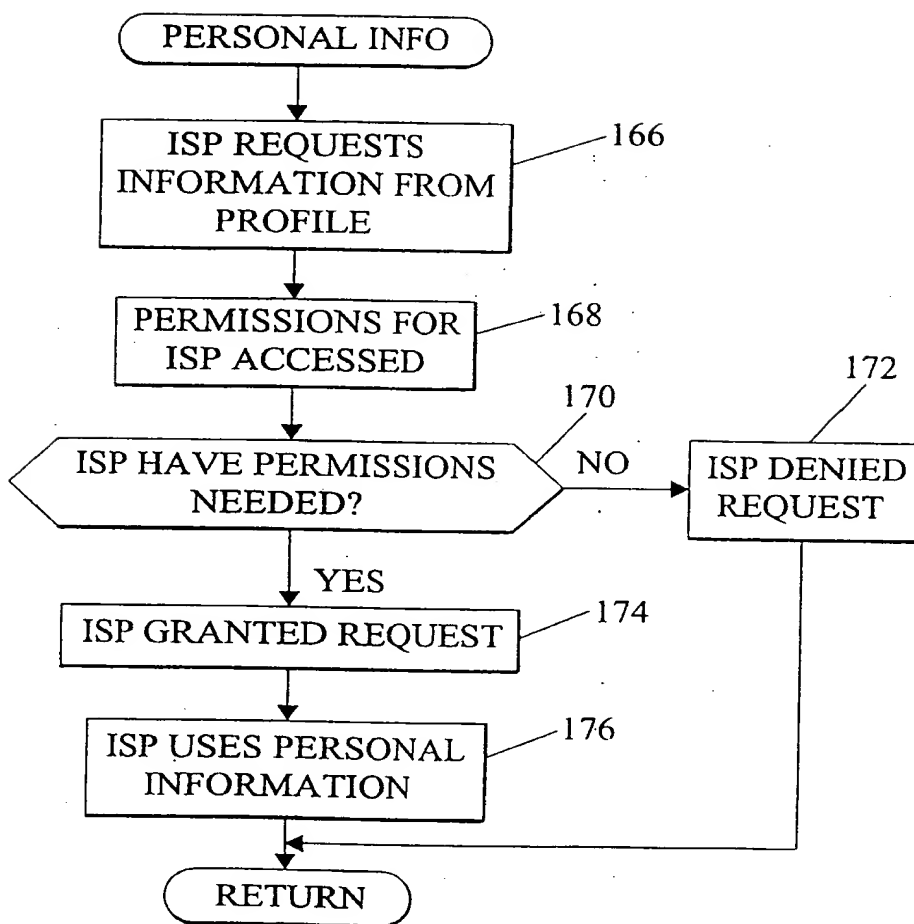 PERSONAL INFO
ISP REQUESTS
INFORMATION FROM
PROFILE
166
PERMISSIONS FOR
ISP ACCESSED
168
ISP HAVE PERMISSIONS
NEEDED?
170
NO
172
ISP DENIED
REQUEST
YES
ISP GRANTED REQUEST
174
ISP USES PERSONAL
INFORMATION
176
RETURN